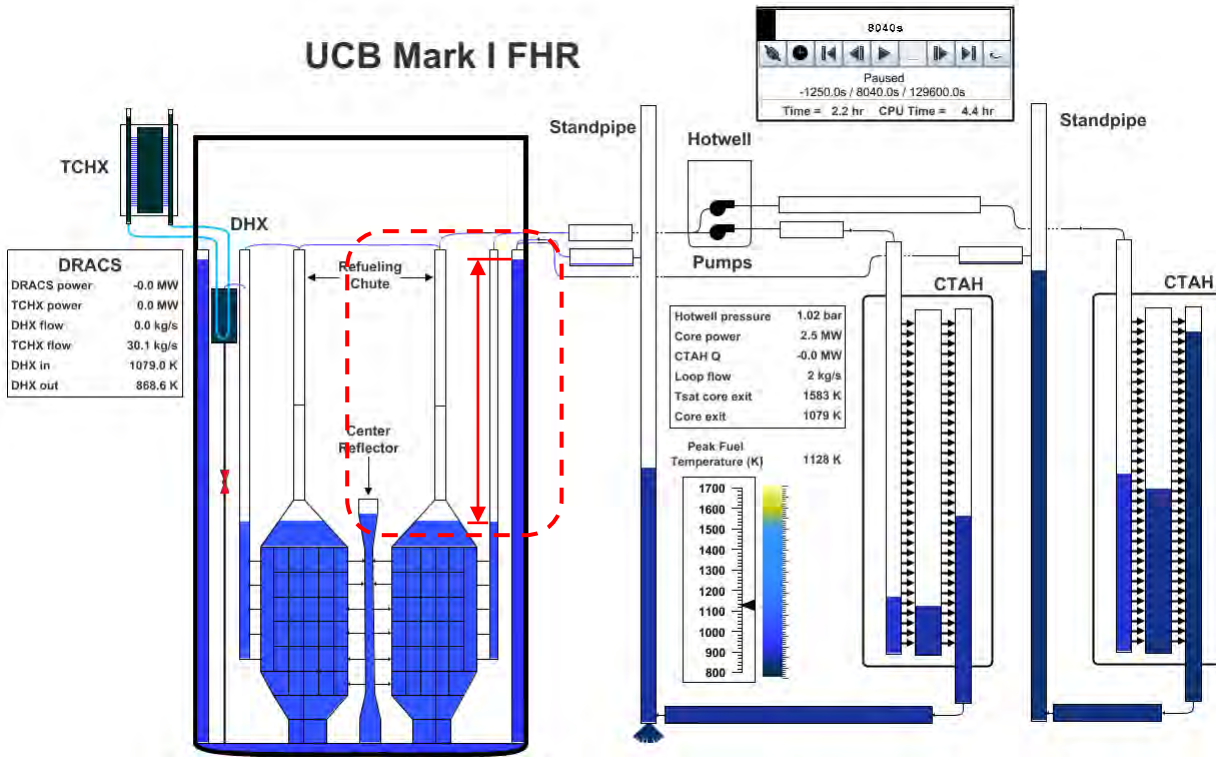 UCB Mark I FHR
8040s
Paused
-1250.0s / 8040.0s / 129600.0s
Time = 2.2 hr CPU Time = 4.4 hr
Standpipe
Hotwell
Standpipe
TCHX
DHX
DRACS
DRACS power -0.0 MW
TCHX power 0.0 MW
DHX flow 0.0 kg/s
TCHX flow 30.1 kg/s
DHX in 1079.0 K
DHX out 868.6 K
Refueling
Chute
Center
Reflector
Pumps
CTAH
CTAH
Hotwell pressure 1.02 bar
Core power 2.5 MW
CTAH Q -0.0 MW
Loop flow 2 kg/s
Tsat core exit 1583 K
Core exit 1079 K
Peak Fuel
Temperature (K) 1128 K
1700
1600
1500
1400
1300
1200
1100
1000
900
800